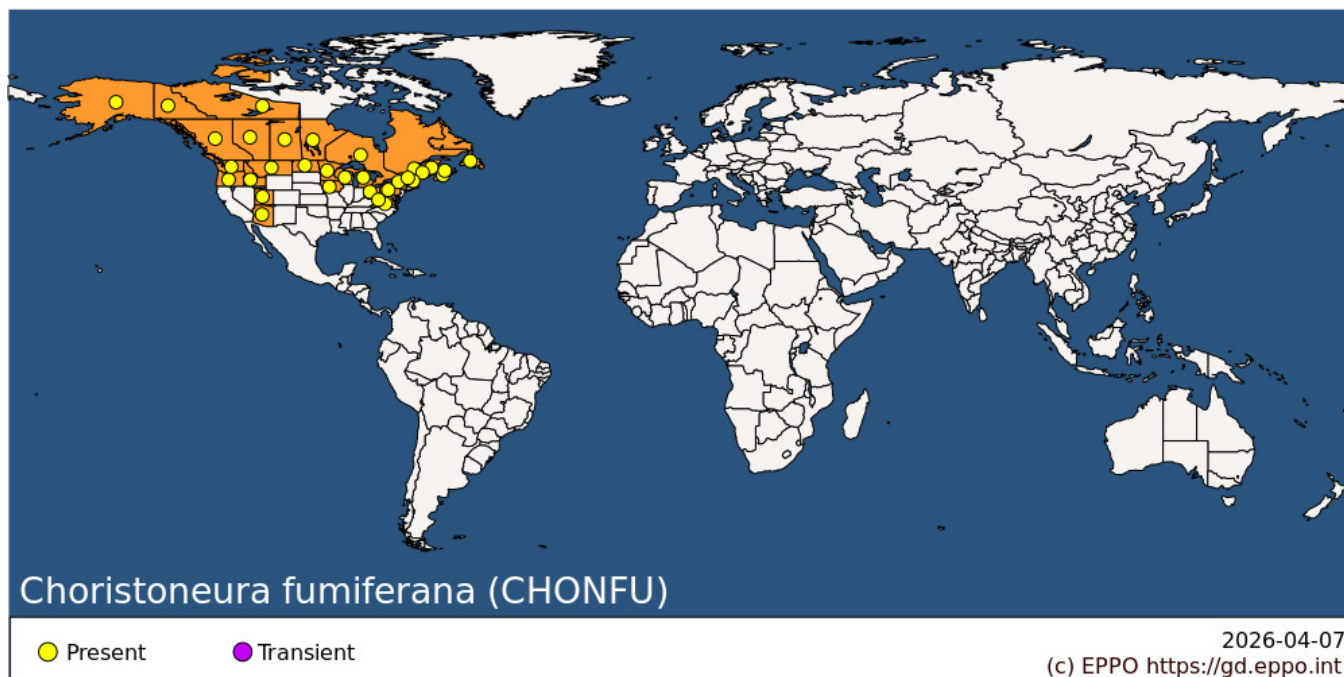 Choristoneura fumiferana (CHONFU)
Present
Transient
2026-04-07
(c) EPPO https://gd.eppo.int